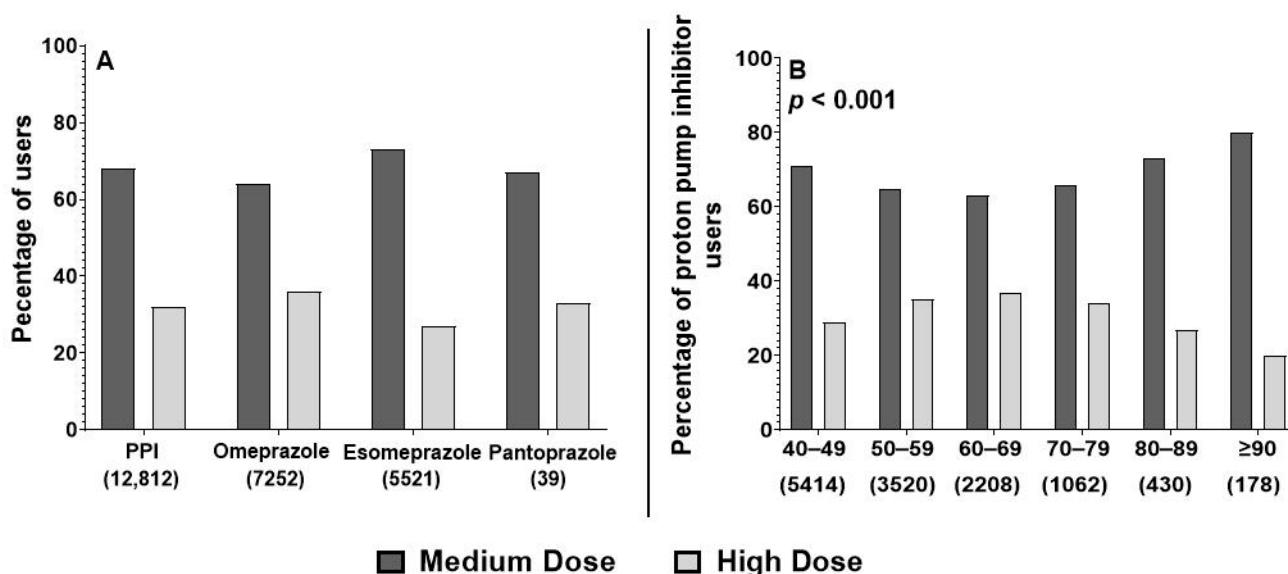 A
Pecentage of users
100
80
60
40
20
0
PPI Omeprazole Esomeprazole Pantoprazole
(12,812) (7252) (5521) (39)
B
p < 0.001
Percentage of proton pump inhibitor
users
100
80
60
40
20
0
40–49 50–59 60–69 70–79 80–89 ≥90
(5414) (3520) (2208) (1062) (430) (178)
Medium Dose High Dose